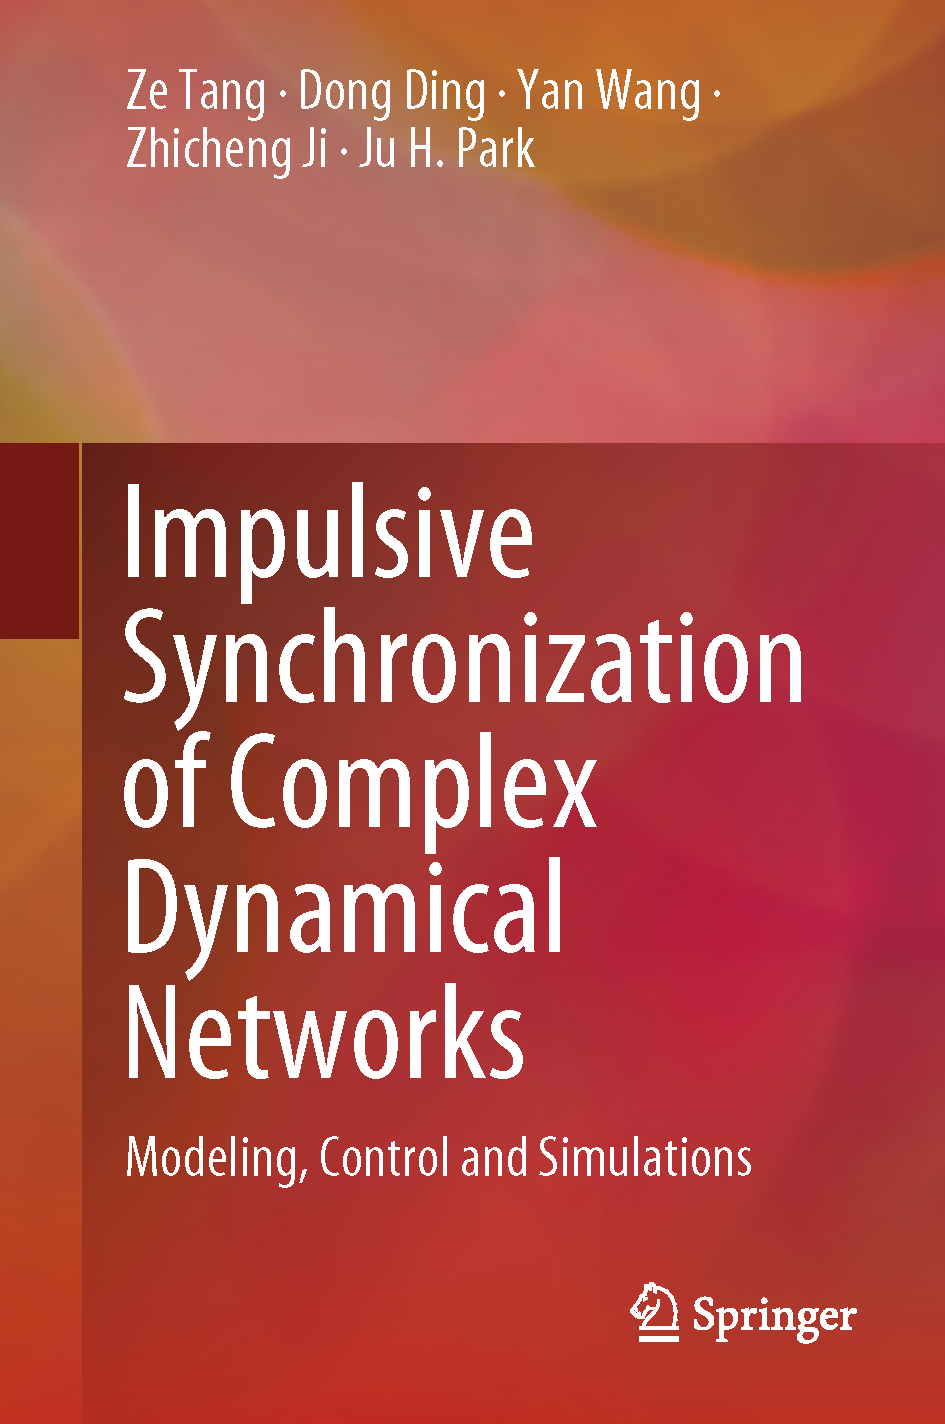 Ze Tang · Dong Ding · Yan Wang ·
Zhicheng Ji · Ju H. Park
Impulsive
Synchronization
of Complex
Dynamical
Networks
Modeling, Control and Simulations
Springer